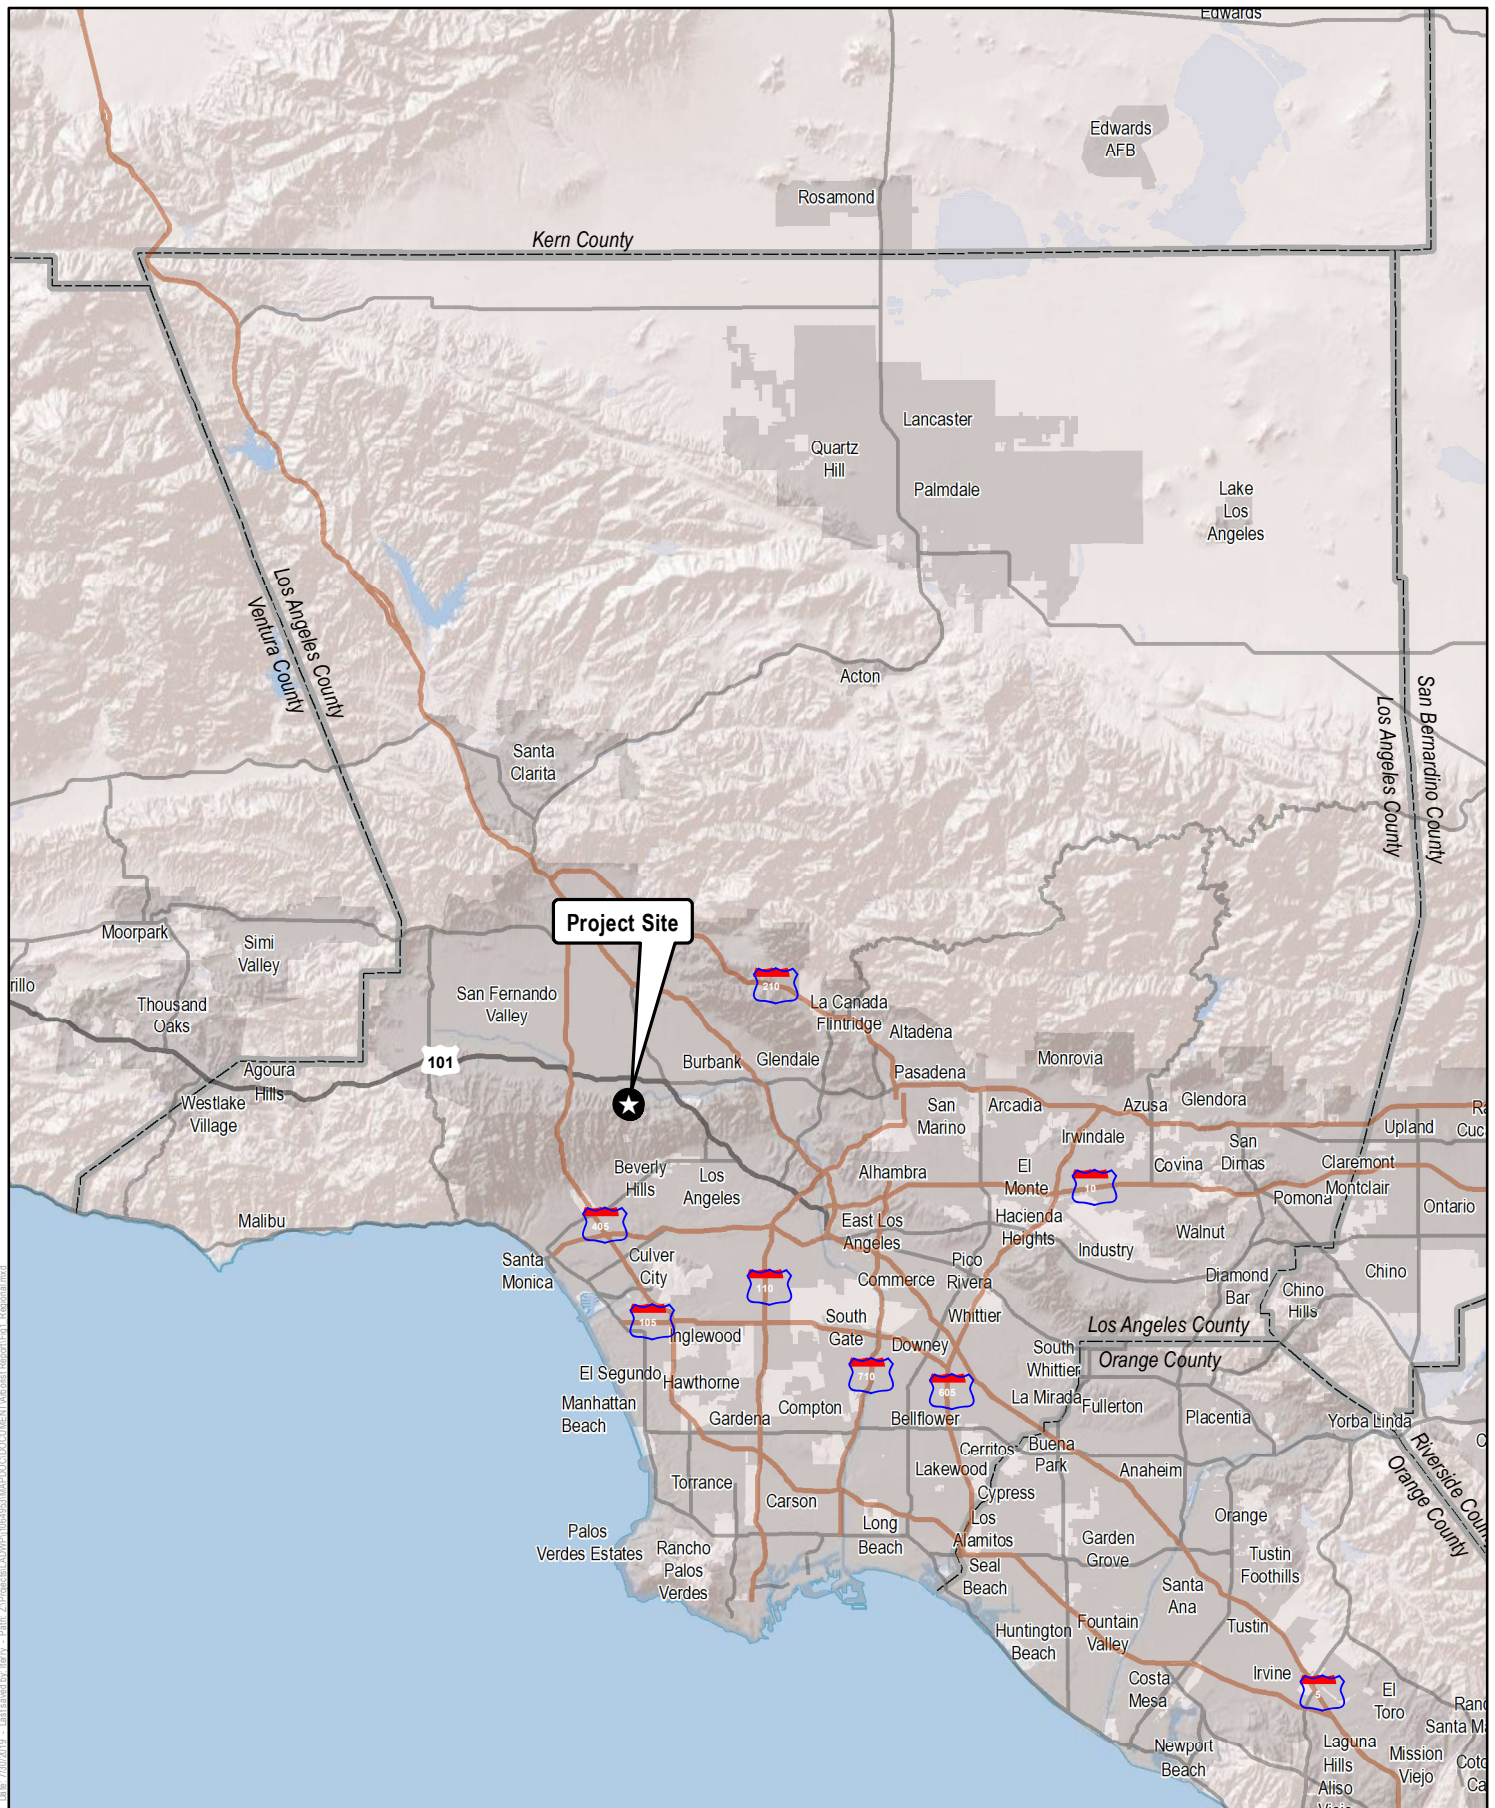 Edwards
Edwards
AFB
Rosamond
Kern County
Lancaster
Quartz
Hill
Palmdale
Lake
Los
Angeles
Los Angeles County
Ventura County
Acton
San Bernardino County
Los Angeles County
Santa
Clarita
Project Site
Moorpark
Simi
Valley
rillo
Thousand
Oaks
San Fernando
Valley
210
La Canada
Flintridge
Altadena
101
Burbank
Glendale
Monrovia
Pasadena
Agoura
Hills
Westlake
Village
San
Marino
Arcadia
Azusa
Glendora
Irwindale
Upland
Cuc
San
Dimas
Covina
Claremont
Beverly
Hills
Los
Angeles
Alhambra
El
Monte
10
Pomona
Montclair
Ontario
Malibu
405
East Los
Angeles
Hacienda
Heights
Walnut
Industry
Santa
Monica
Culver
City
Pico
Rivera
Commerce
110
Diamond
Bar
Chino
Chino
Hills
105
Inglewood
South
Gate
Whittier
Downey
Los Angeles County
Orange County
South
Whittier
El Segundo
Hawthorne
710
605
La Mirada
Fullerton
Manhattan
Beach
Gardena
Compton
Bellflower
Placentia
Yorba Linda
Cerritos
Buena
Park
Riverside Coun
Orange County
Lakewood
Anaheim
Torrance
Carson
Cypress
Orange
Los
Alamitos
Long
Beach
Garden
Grove
Palos
Verdes Estates
Rancho
Palos
Verdes
Tustin
Foothills
Seal
Beach
Santa
Ana
Huntington
Beach
Fountain
Valley
Tustin
Costa
Mesa
Irvine
5
El
Toro
Ranc
Santa Ma
Newport
Beach
Laguna
Hills
Mission
Viejo
Coto
Ca
Aliso
Viejo